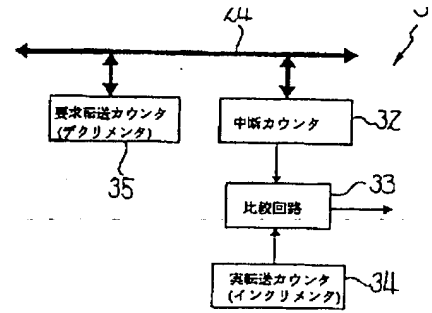 24
要求転送カウンタ
(デクリメンタ)
35
中断カウンタ
32
比較回路
33
実転送カウンタ
(インクリメンタ)
34